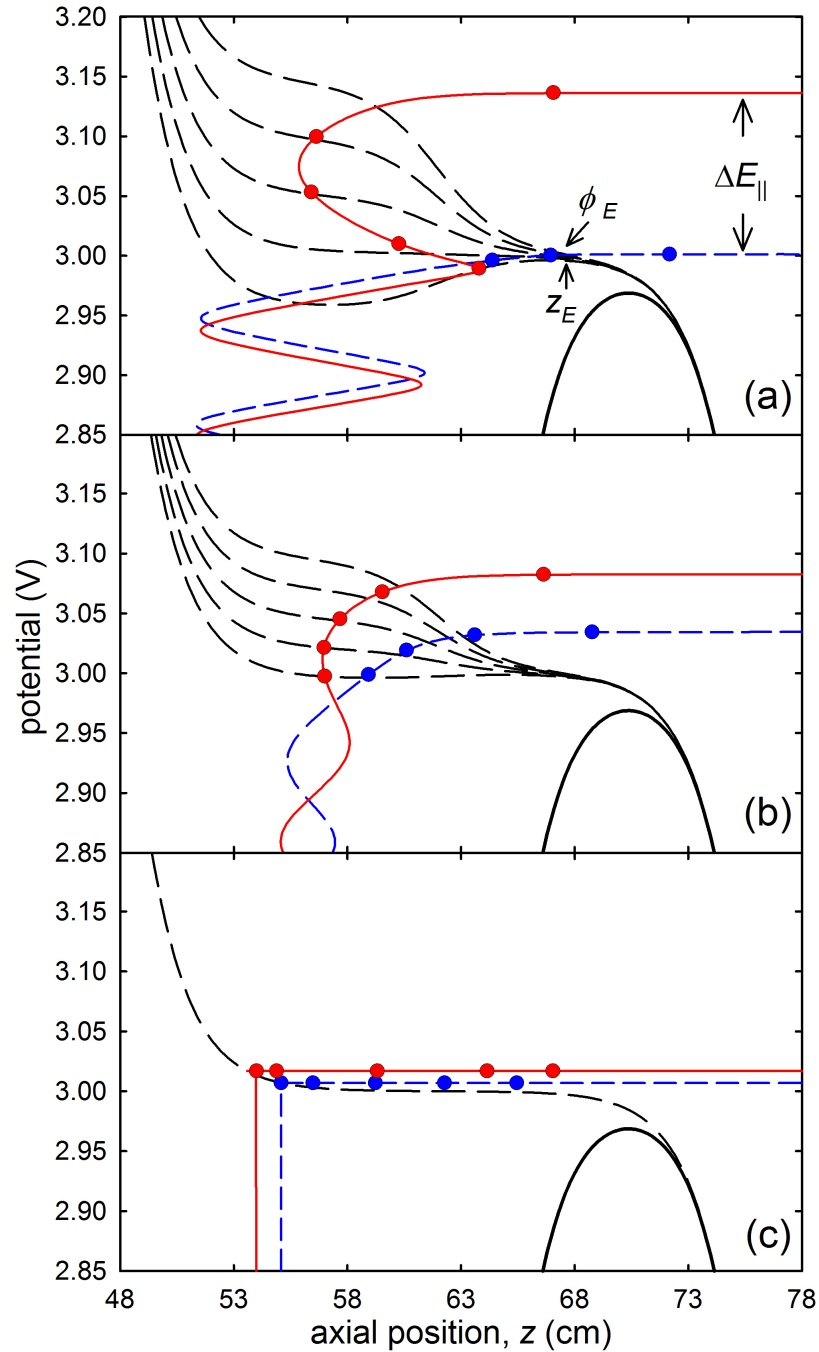 3.20
3.15
3.10
3.05
3.00
2.95
2.90
2.85
ΔE||
ϕE
zE
(a)
3.15
3.10
3.05
3.00
2.95
2.90
2.85
(b)
3.15
3.10
3.05
3.00
2.95
2.90
2.85
(c)
potential (V)
48 53 58 63 68 73 78
axial position, z (cm)